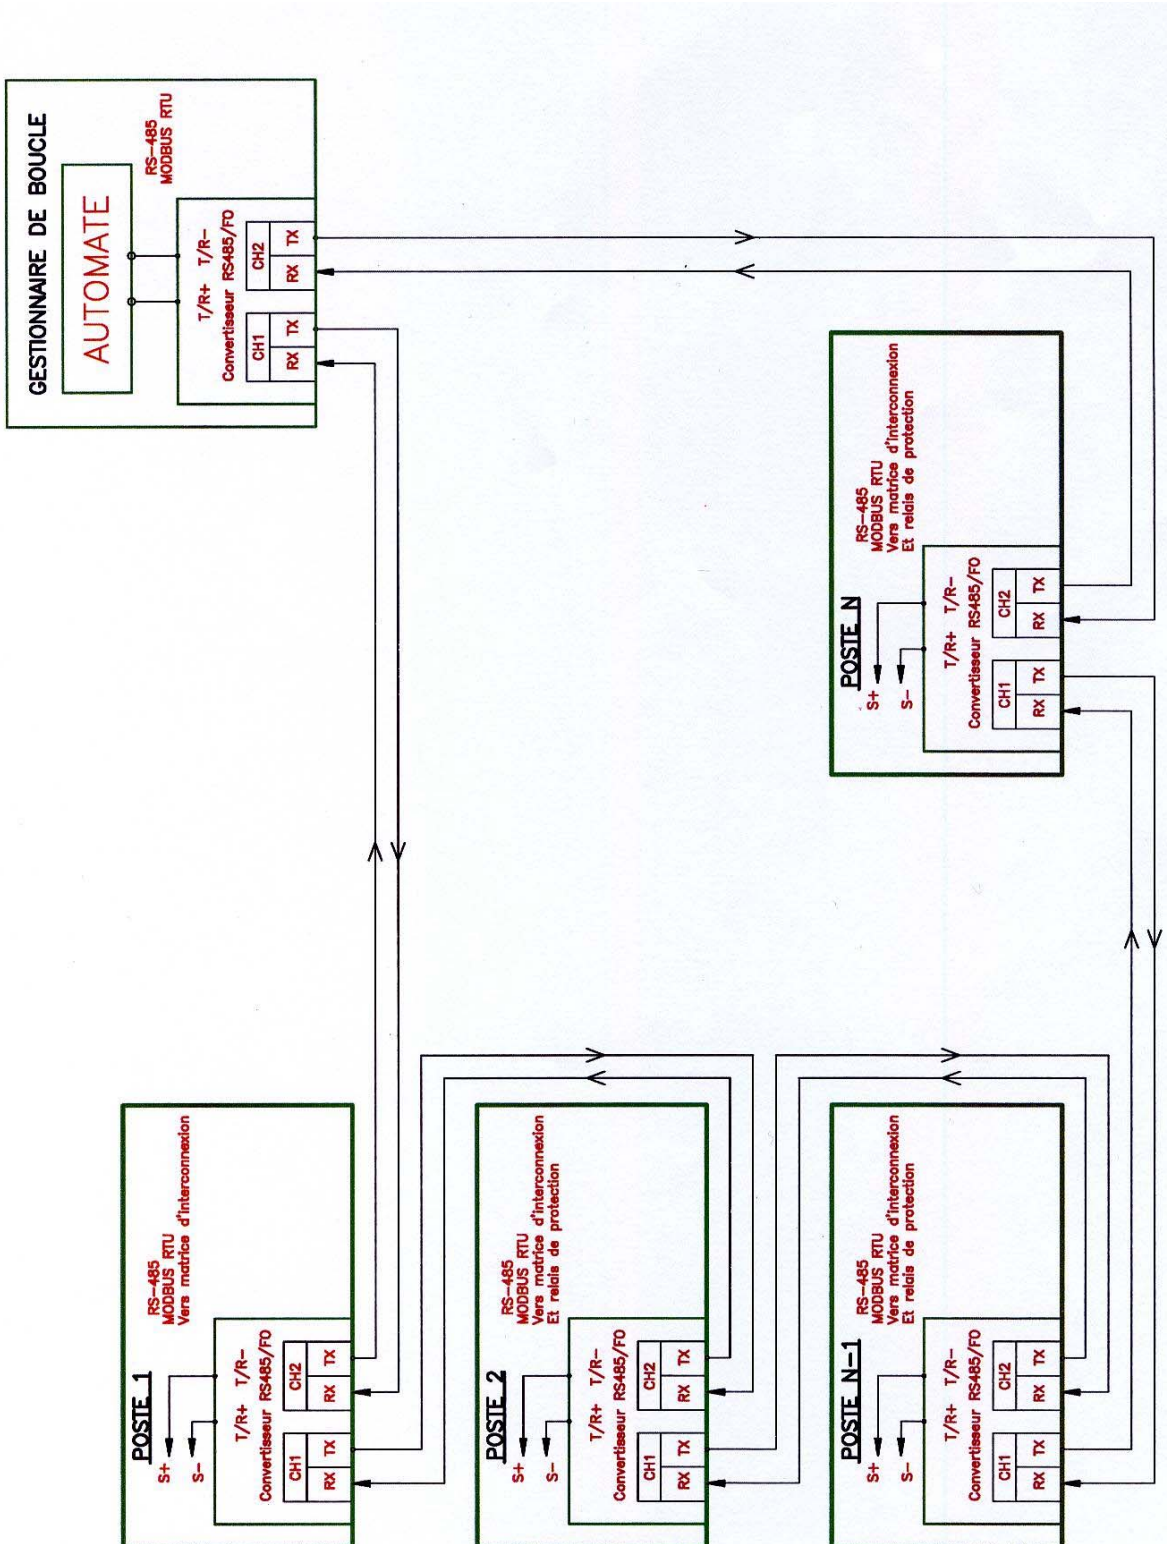 GESTIONNAIRE DE BOUCLE
AUTOMATE
RS-485
MODBUS RTU
T/R+ T/R-
Convertisseur RS485/FO
CH1 CH2
RX TX RX TX
POSTE 1
RS-485
MODBUS RTU
Vers matrice d'interconnexion
S+
S-
T/R+ T/R-
Convertisseur RS485/FO
CH1 CH2
RX TX RX TX
POSTE 2
RS-485
MODBUS RTU
Vers matrice d'interconnexion
Et relais de protection
S+
S-
T/R+ T/R-
Convertisseur RS485/FO
CH1 CH2
RX TX RX TX
POSTE N-1
RS-485
MODBUS RTU
Vers matrice d'interconnexion
Et relais de protection
S+
S-
T/R+ T/R-
Convertisseur RS485/FO
CH1 CH2
RX TX RX TX
POSTE N
RS-485
MODBUS RTU
Vers matrice d'interconnexion
Et relais de protection
S+
S-
T/R+ T/R-
Convertisseur RS485/FO
CH1 CH2
RX TX RX TX